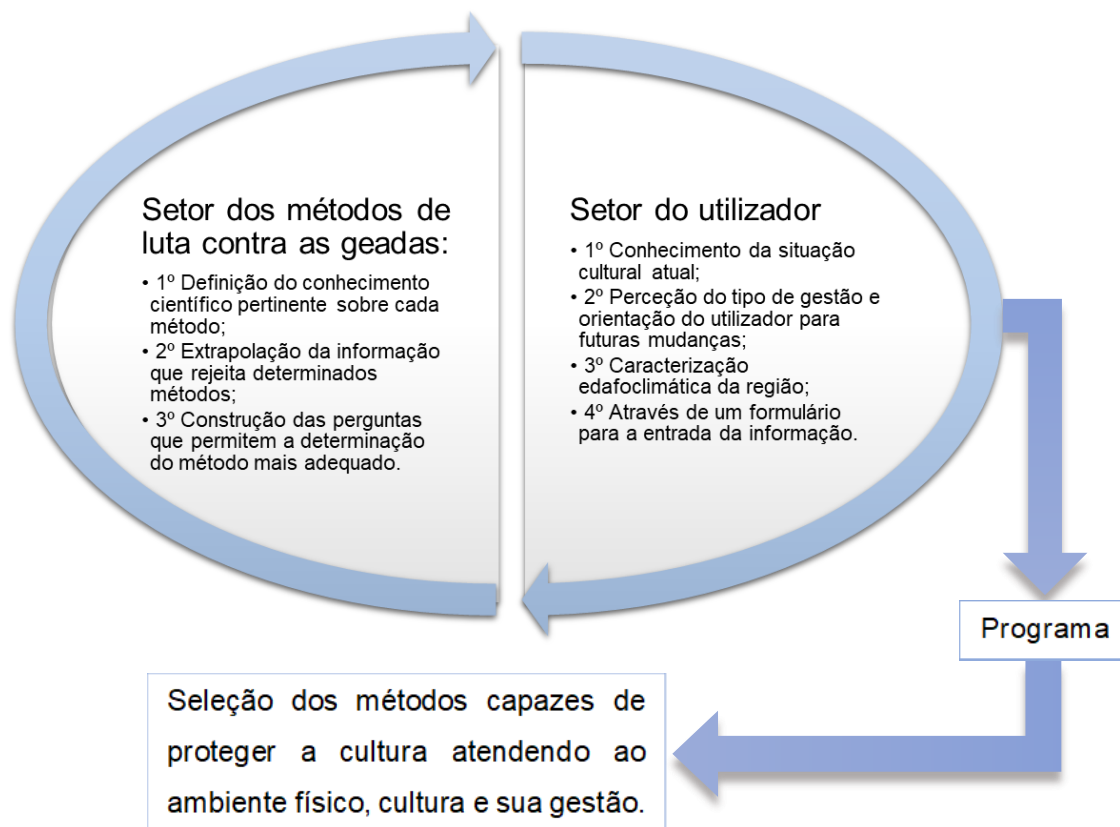 Setor dos métodos de
luta contra as geadas:
• 1º Definição do conhecimento
científico pertinente sobre cada
método;
• 2º Extrapolação da informação
que rejeita determinados
métodos;
• 3º Construção das perguntas
que permitem a determinação
do método mais adequado.
Setor do utilizador
• 1º Conhecimento da situação
cultural atual;
• 2º Perceção do tipo de gestão e
orientação do utilizador para
futuras mudanças;
• 3º Caracterização
edafoclimática da região;
• 4º Através de um formulário
para a entrada da informação.
Programa
Seleção dos métodos capazes de
proteger a cultura atendendo ao
ambiente físico, cultura e sua gestão.